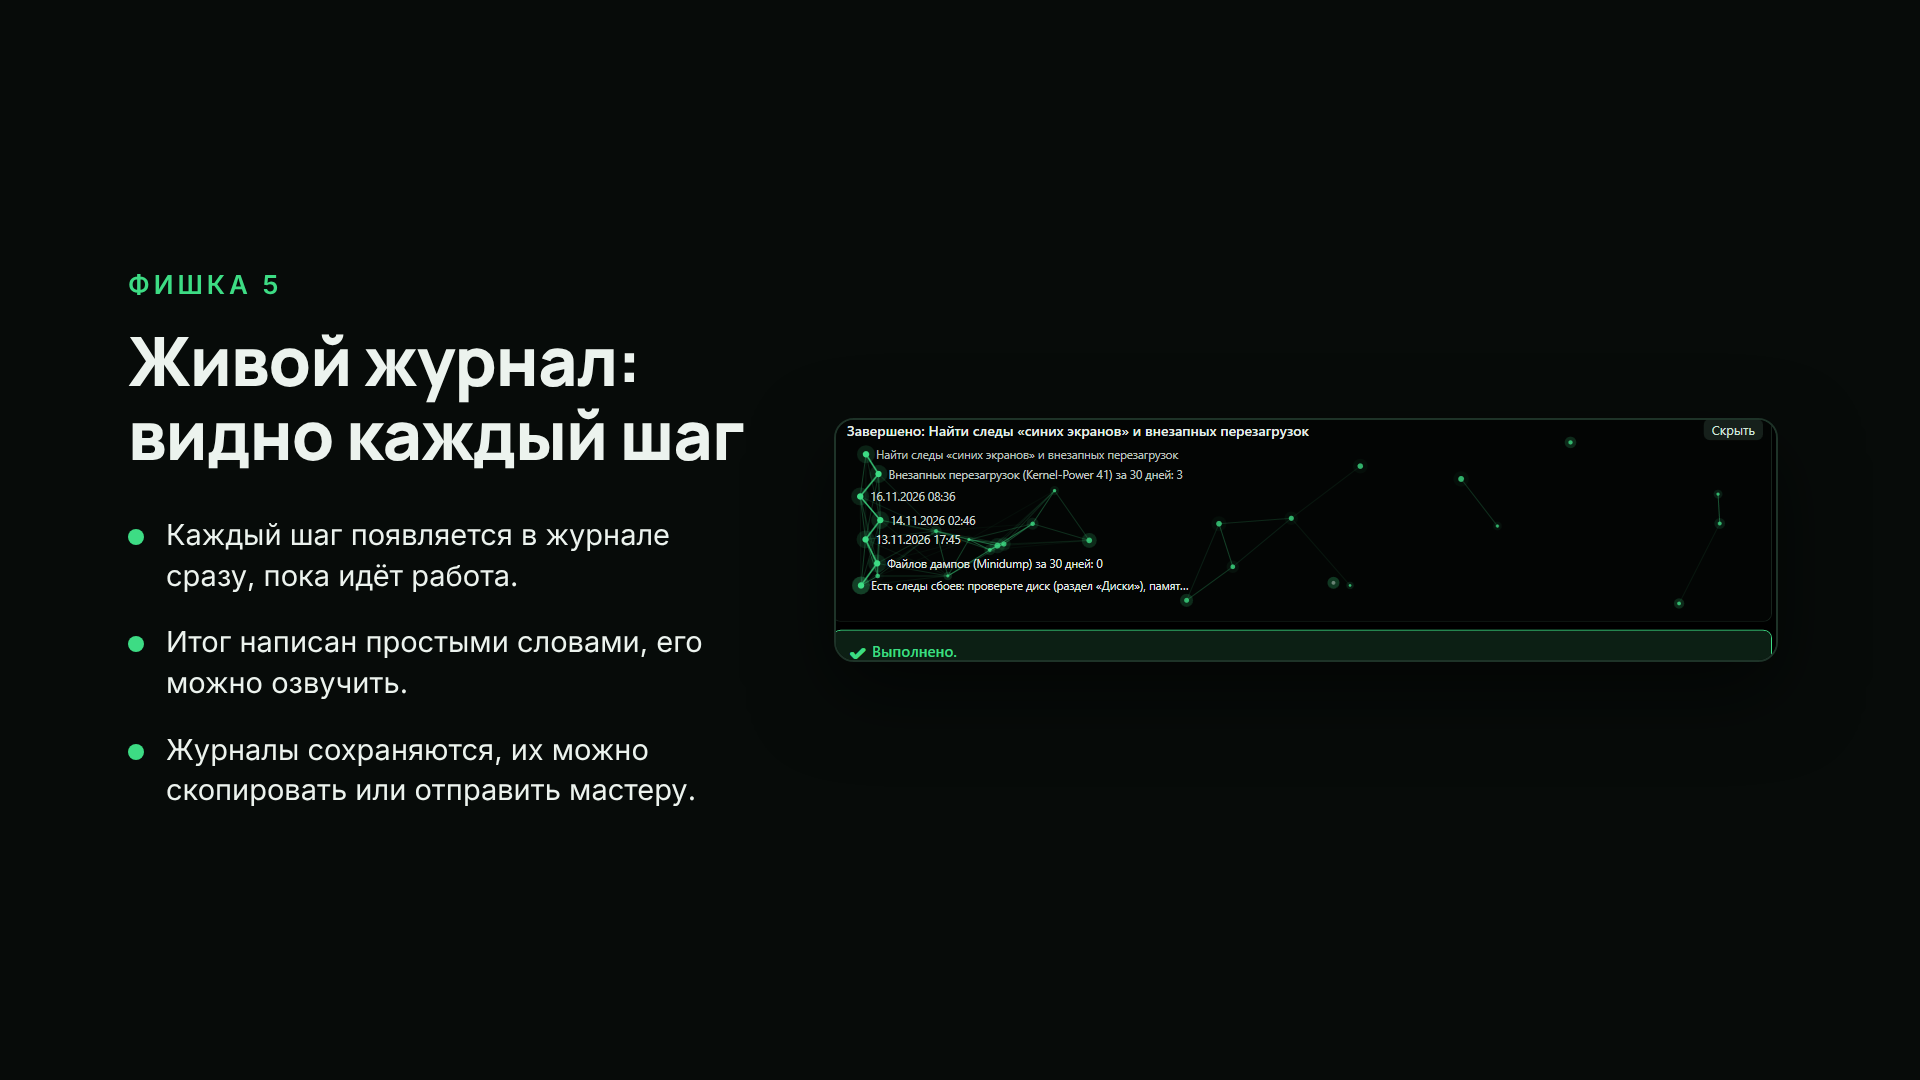 ФИШКА 5
Живой журнал:
видно каждый шаг
Каждый шаг появляется в журнале
сразу, пока идёт работа.
Итог написан простыми словами, его
можно озвучить.
Журналы сохраняются, их можно
скопировать или отправить мастеру.
Завершено: Найти следы «синих экранов» и внезапных перезагрузок
Скрыть
Найти следы «синих экранов» и внезапных перезагрузок
Внезапных перезагрузок (Kernel-Power 41) за 30 дней: 3
16.11.2026 08:36
14.11.2026 02:46
13.11.2026 17:45
Файлов дампов (Minidump) за 30 дней: 0
Есть следы сбоев: проверьте диск (раздел «Диски»), памят...
Выполнено.